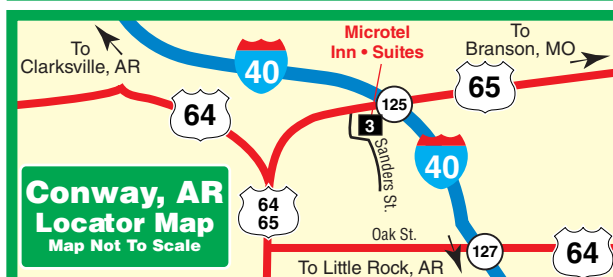 To
Clarksville, AR
40
Microtel
Inn • Suites
To
Branson, MO
64
125
65
3
Sanders St.
40
Conway, AR
Locator Map
Map Not To Scale
64
65
Oak St.
127
64
To Little Rock, AR